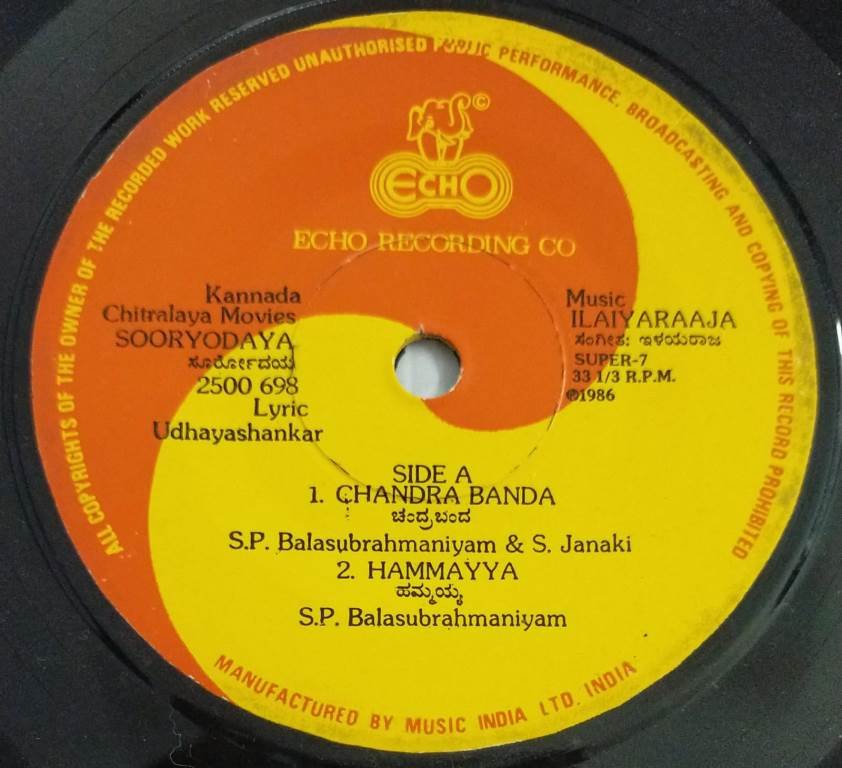 ALL COPYRIGHTS OF THE OWNER OF THE RECORDED WORK RESERVED UNAUTHORISED PUBLIC PERFORMANCE, BROADCASTING AND COPYING OF THIS RECORD PROHIBITED
©
ECHO
ECHO RECORDING CO
Kannada
Chitralaya Movies
SOORYODAYA
ಸೂರ್ಯೋದಯ
2500 698
Lyric
Udhayashankar
Music
ILAIYARAAJA
ಸಂಗೀತ: ಇಳಯರಾಜ
SUPER-7
33 1/3 R.P.M.
℗1986
SIDE A
1. CHANDRA BANDA
ಚಂದ್ರ ಬಂದ
S.P. Balasubrahmaniyam & S. Janaki
2. HAMMAYYA
ಹಮ್ಮಯ್ಯ
S.P. Balasubrahmaniyam
MANUFACTURED BY MUSIC INDIA LTD. INDIA